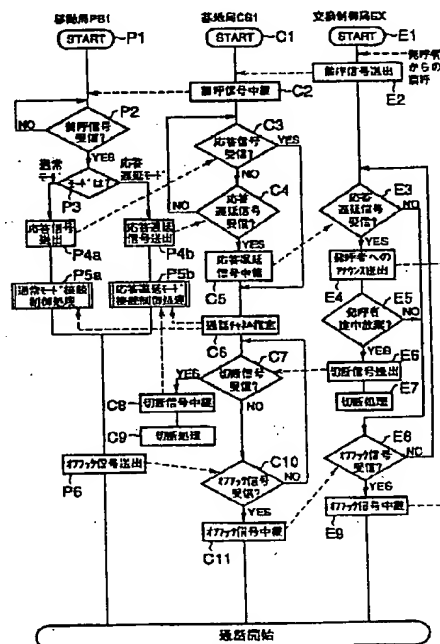 移動局PS1
基地局CS1
交換制御局EX
START P1
START C1
START E1
発呼者からの着呼
着呼信号送出 E2
着呼信号中継 C2
P2
着呼信号受信?
NO
YES
C3
応答信号受信?
YES
NO
通常モード
モードは?
応答遅延モード
P3
C4
応答遅延信号受信?
YES
E3
応答遅延信号受信?
NO
YES
応答信号送出 P4a
応答遅延信号送出 P4b
応答遅延信号中継
C5
発呼者へのアナウンス送出
E4
P5a
通常モード接続制御処理
P5b
応答遅延モード接続制御処理
E5
発呼者途中放棄?
NO
YES
通話チャネル指定
C6
C7
切断信号受信?
YES
NO
E6
切断信号送出
E7
切断処理
C8
切断信号中継
C9
切断処理
オフフック信号送出
P6
C10
オフフック信号受信?
NO
YES
E8
オフフック信号受信?
NO
YES
オフフック信号中継
C11
オフフック信号中継
E9
通話開始